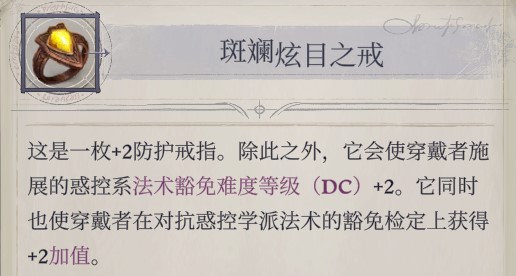 斑斓炫目之戒
这是一枚+2防护戒指。除此之外，它会使穿戴者施
展的惑控系法术豁免难度等级（DC）+2。它同时
也使穿戴者在对抗惑控学派法术的豁免检定上获得
+2加值。